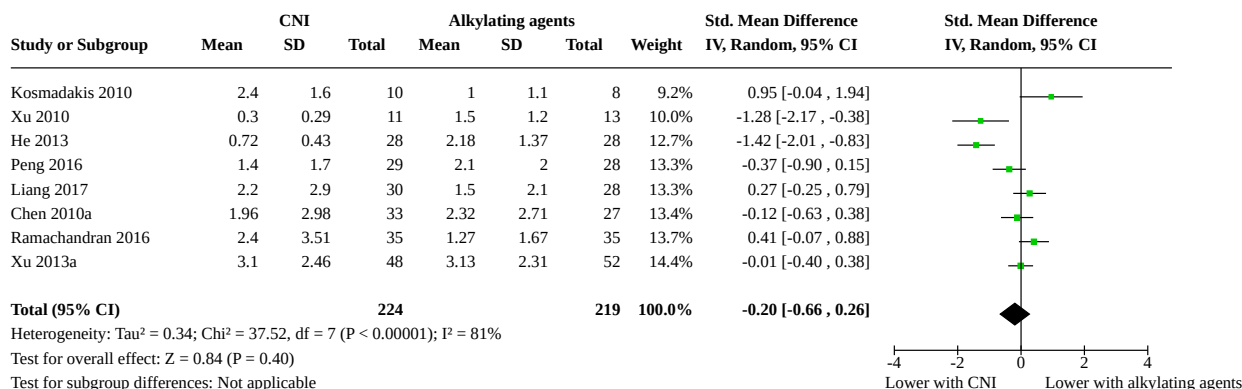 CNI Alkylating agents Std. Mean Difference Std. Mean Difference
Study or Subgroup Mean SD Total Mean SD Total Weight IV, Random, 95% CI IV, Random, 95% CI
Kosmadakis 2010 2.4 1.6 10 1 1.1 8 9.2% 0.95 [-0.04 , 1.94]
Xu 2010 0.3 0.29 11 1.5 1.2 13 10.0% -1.28 [-2.17 , -0.38]
He 2013 0.72 0.43 28 2.18 1.37 28 12.7% -1.42 [-2.01 , -0.83]
Peng 2016 1.4 1.7 29 2.1 2 28 13.3% -0.37 [-0.90 , 0.15]
Liang 2017 2.2 2.9 30 1.5 2.1 28 13.3% 0.27 [-0.25 , 0.79]
Chen 2010a 1.96 2.98 33 2.32 2.71 27 13.4% -0.12 [-0.63 , 0.38]
Ramachandran 2016 2.4 3.51 35 1.27 1.67 35 13.7% 0.41 [-0.07 , 0.88]
Xu 2013a 3.1 2.46 48 3.13 2.31 52 14.4% -0.01 [-0.40 , 0.38]
Total (95% CI) 224 219 100.0% -0.20 [-0.66 , 0.26]
Heterogeneity: Tau² = 0.34; Chi² = 37.52, df = 7 (P < 0.00001); I² = 81%
Test for overall effect: Z = 0.84 (P = 0.40)
-4 -2 0 2 4
Test for subgroup differences: Not applicable Lower with CNI Lower with alkylating agents